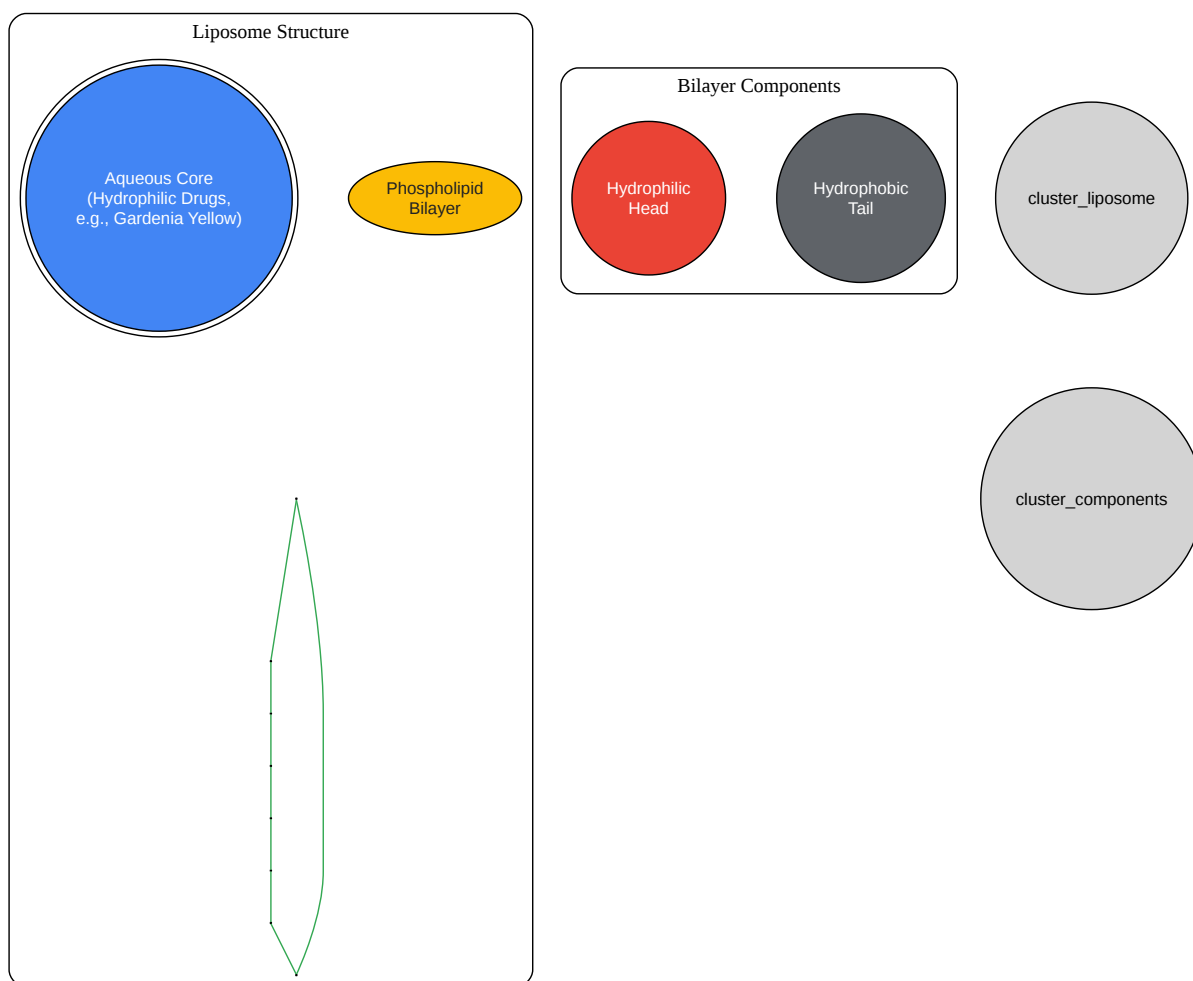 Liposome Structure
Aqueous Core
(Hydrophilic Drugs,
e.g., Gardenia Yellow)
Phospholipid
Bilayer
Bilayer Components
Hydrophilic
Head
Hydrophobic
Tail
cluster_liposome
cluster_components